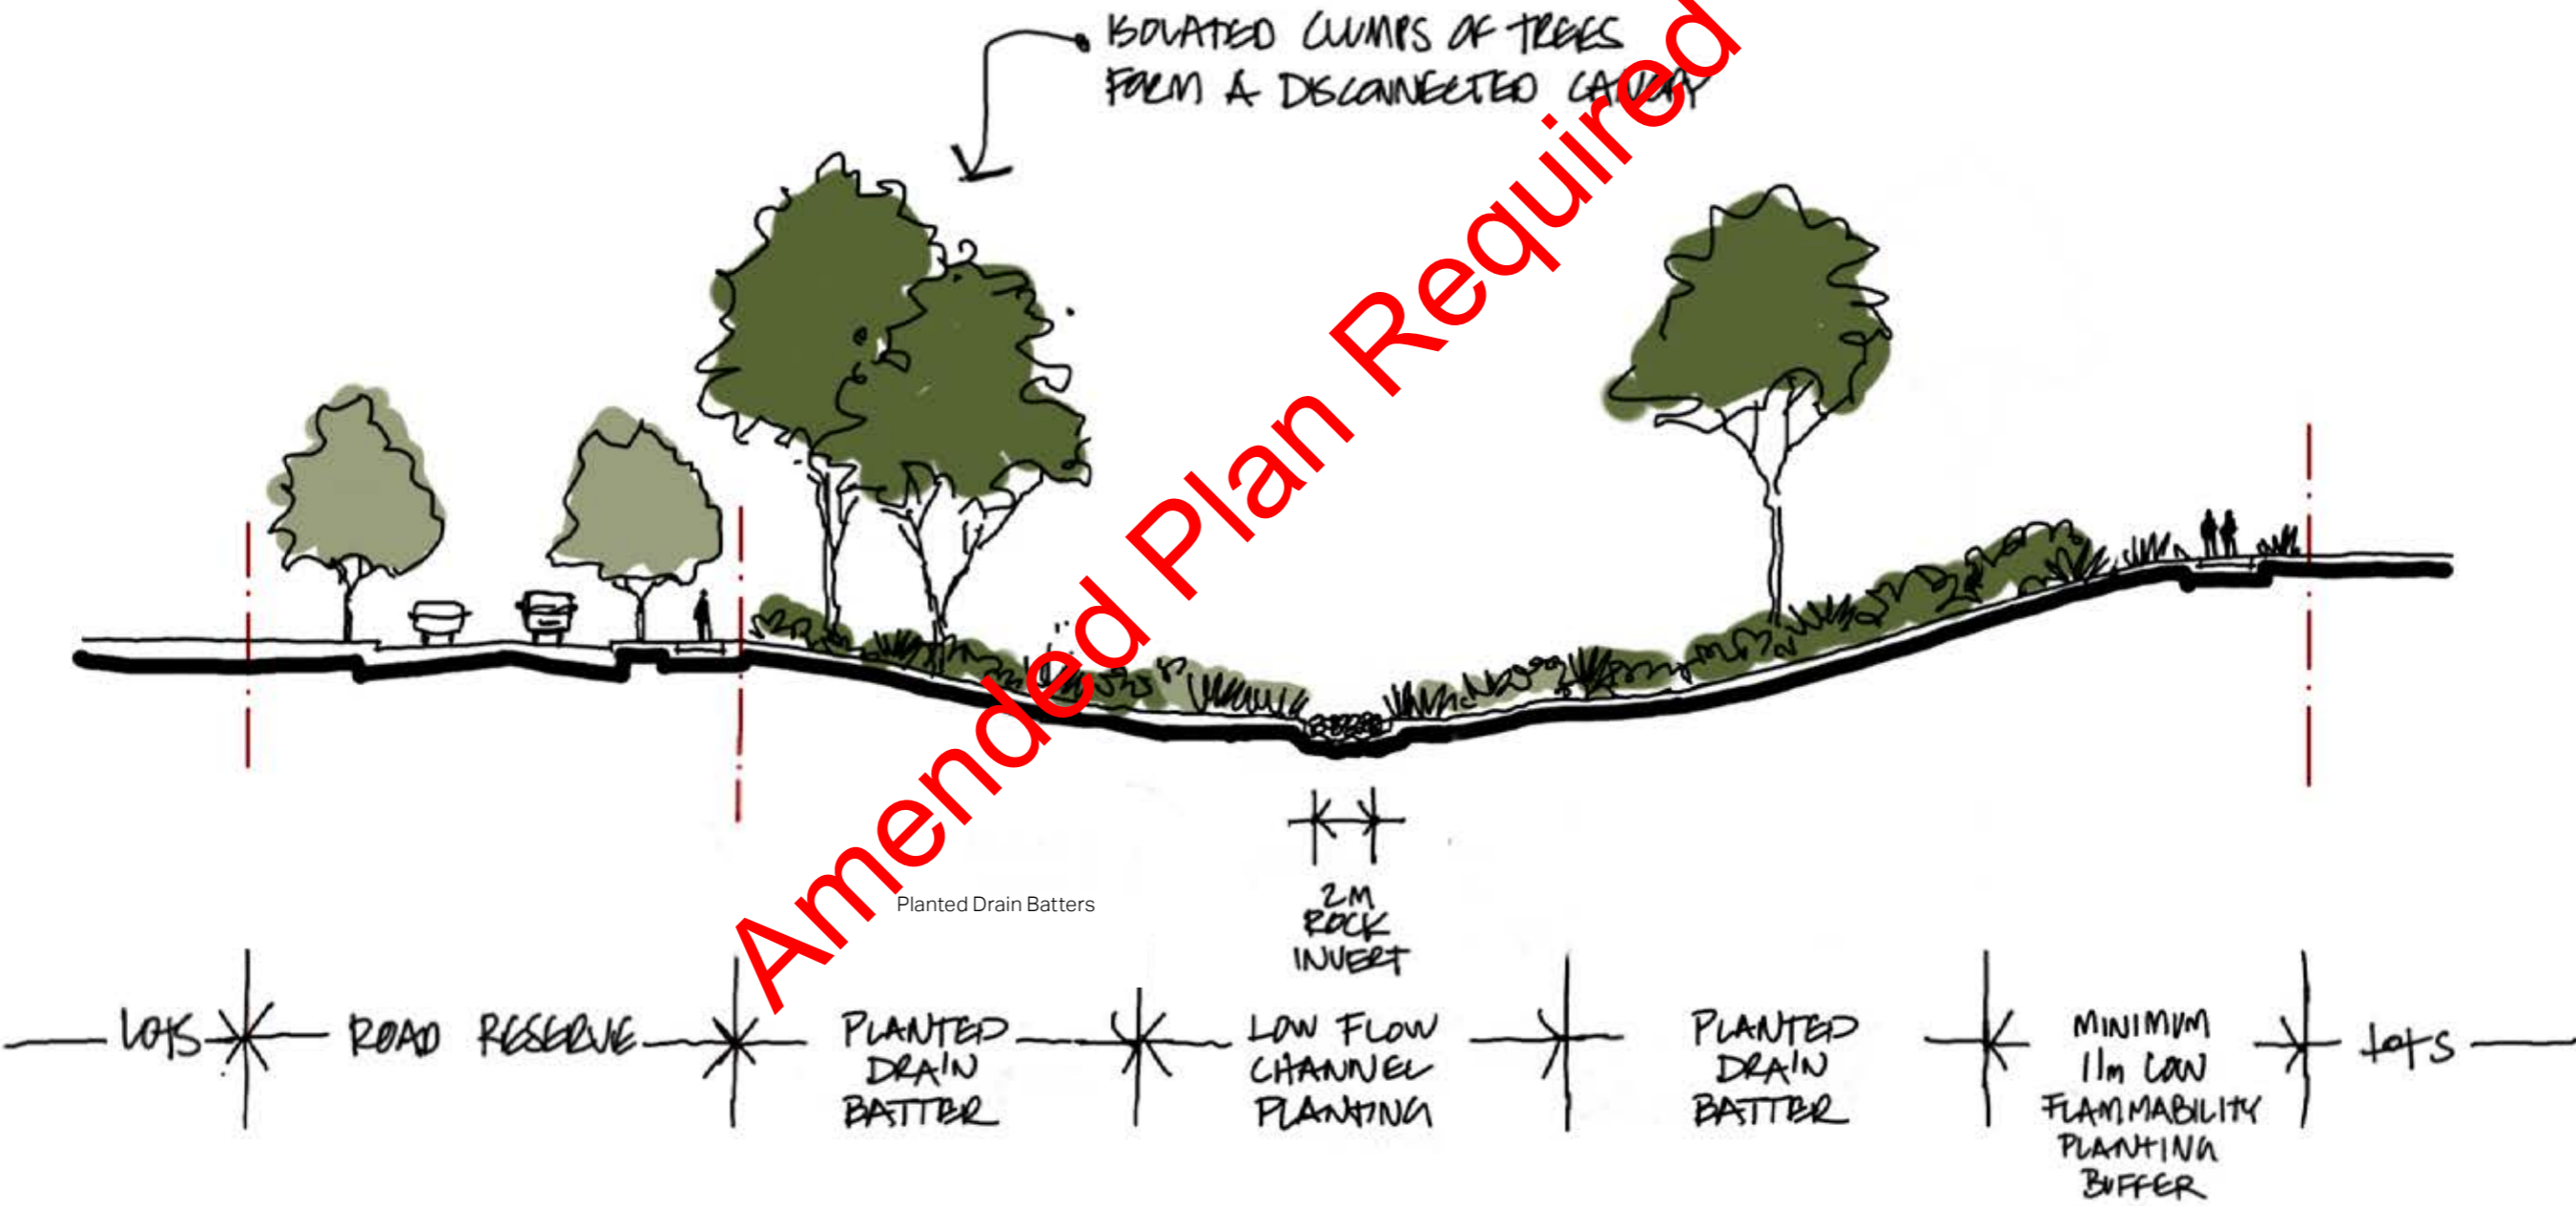 ISOLATED CLUMPS OF TREES
FORM A DISCONNECTED CANOPY
Amended Plan Required
2M
ROCK
INVERT
Planted Drain Batters
LOTS
ROAD RESERVE
PLANTED
DRAIN
BATTER
LOW FLOW
CHANNEL
PLANTING
PLANTED
DRAIN
BATTER
MINIMUM
11m LOW
FLAMMABILITY
PLANTING
BUFFER
LOTS